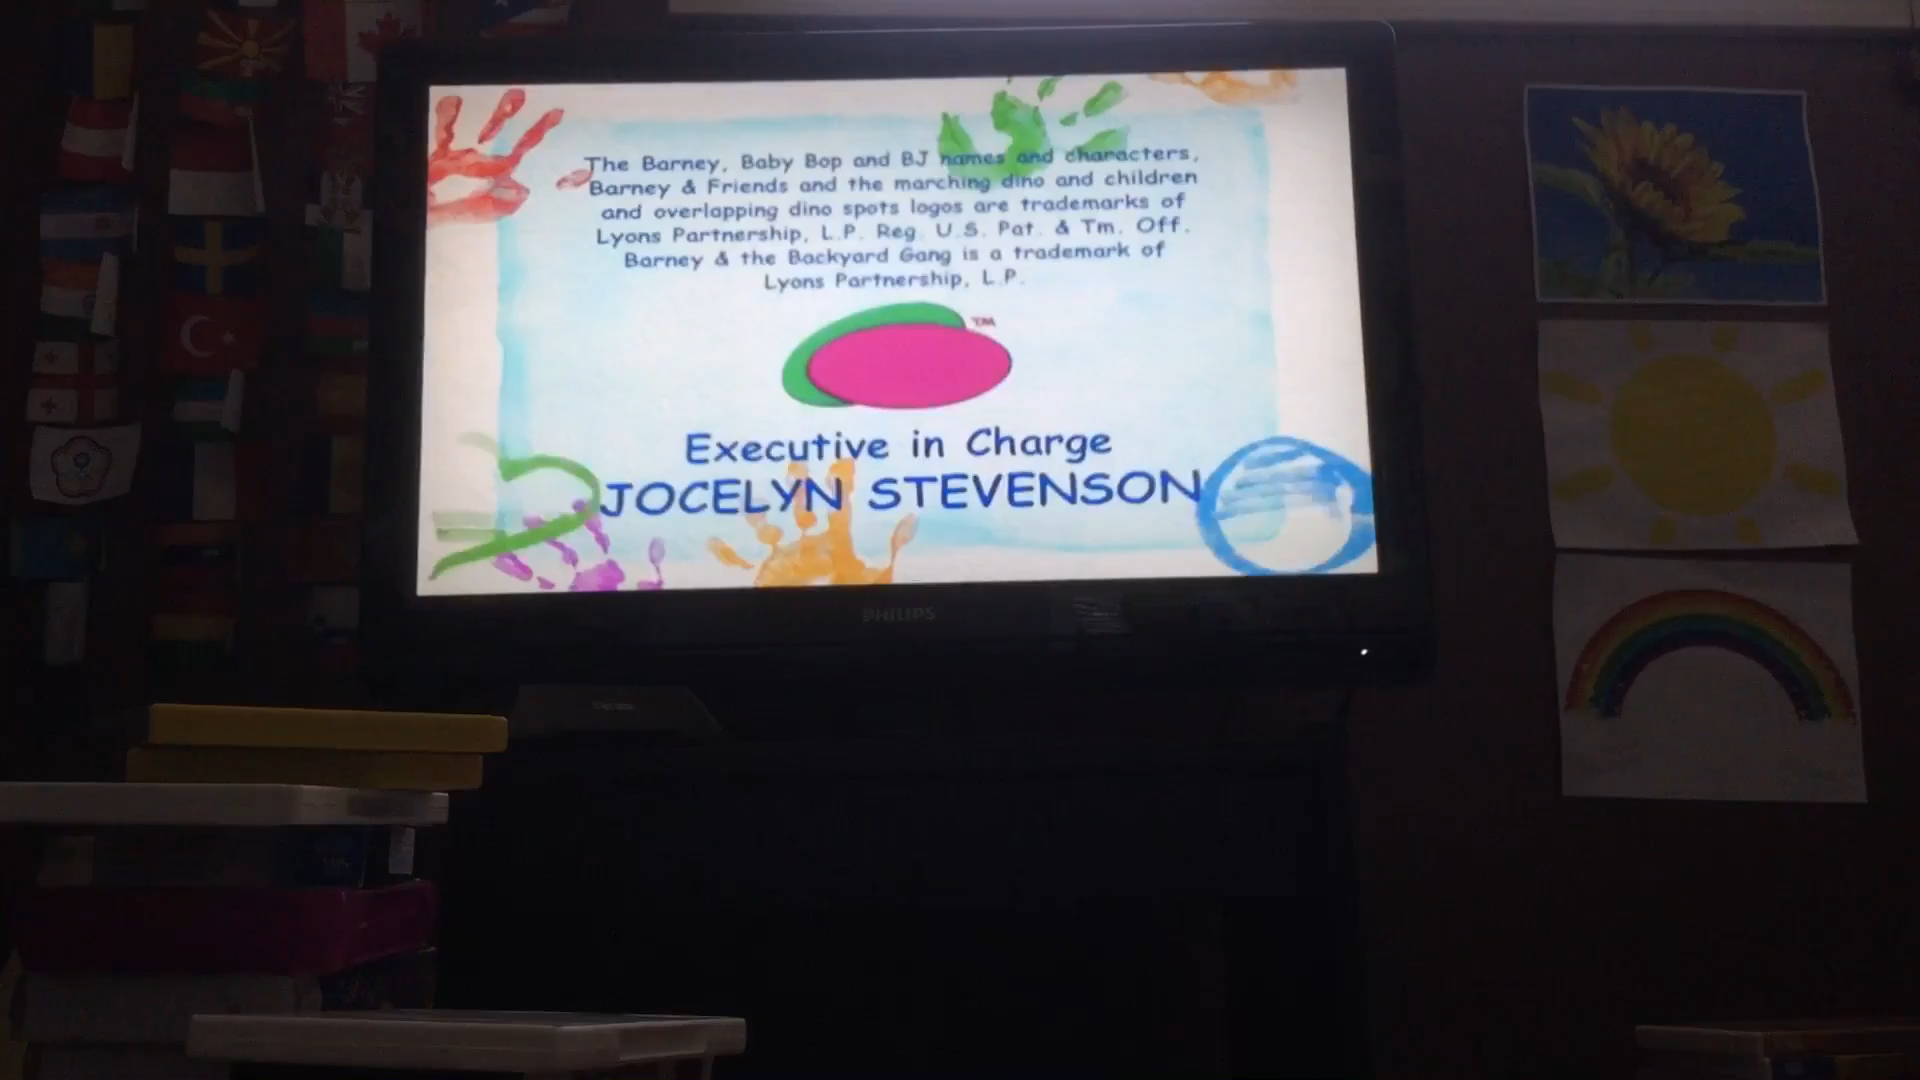 The Barney, Baby Bop and BJ names and characters,
Barney & Friends and the marching dino and children
and overlapping dino spots logos are trademarks of
Lyons Partnership, L.P. Reg. U.S. Pat. & Tm. Off.
Barney & the Backyard Gang is a trademark of
Lyons Partnership, L.P.
TM
Executive in Charge
JOCELYN STEVENSON
PHILIPS